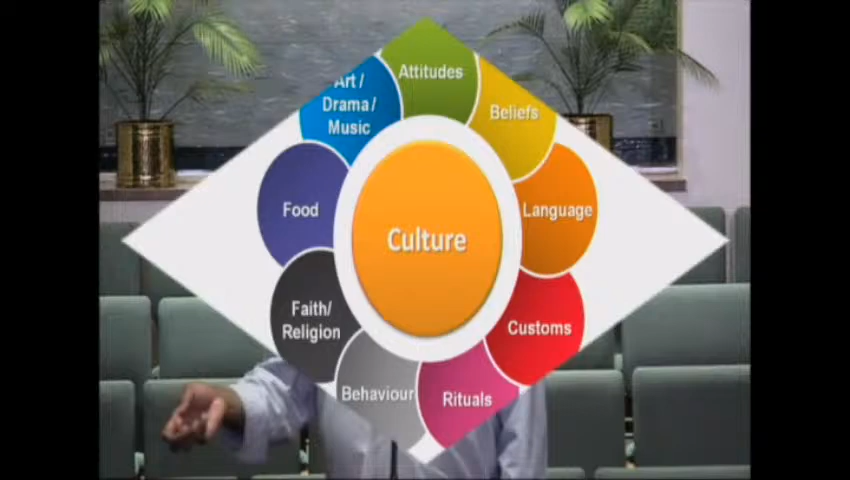 Attitudes
Beliefs
Language
Customs
Rituals
Behaviour
Faith/
Religion
Food
Art /
Drama/
Music
Culture